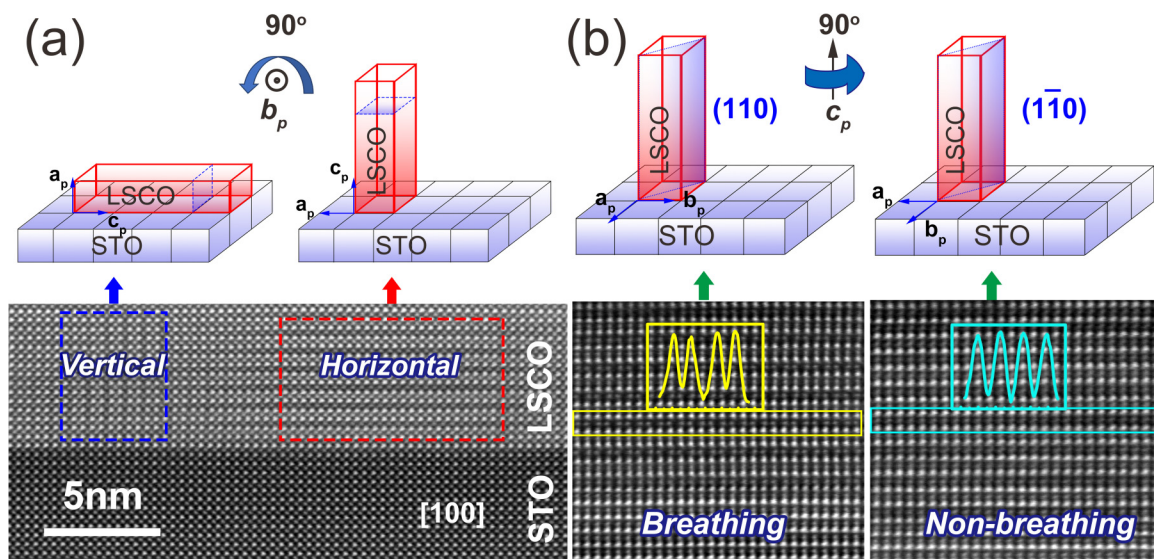 (a)
90°
b_p
LSCO
a_p
c_p
STO
LSCO
c_p
a_p
STO
(b)
90°
c_p
LSCO
(110)
a_p
b_p
STO
LSCO
(11̄0)
a_p
b_p
STO
Vertical
Horizontal
LSCO
5nm
[100]
STO
Breathing
Non-breathing